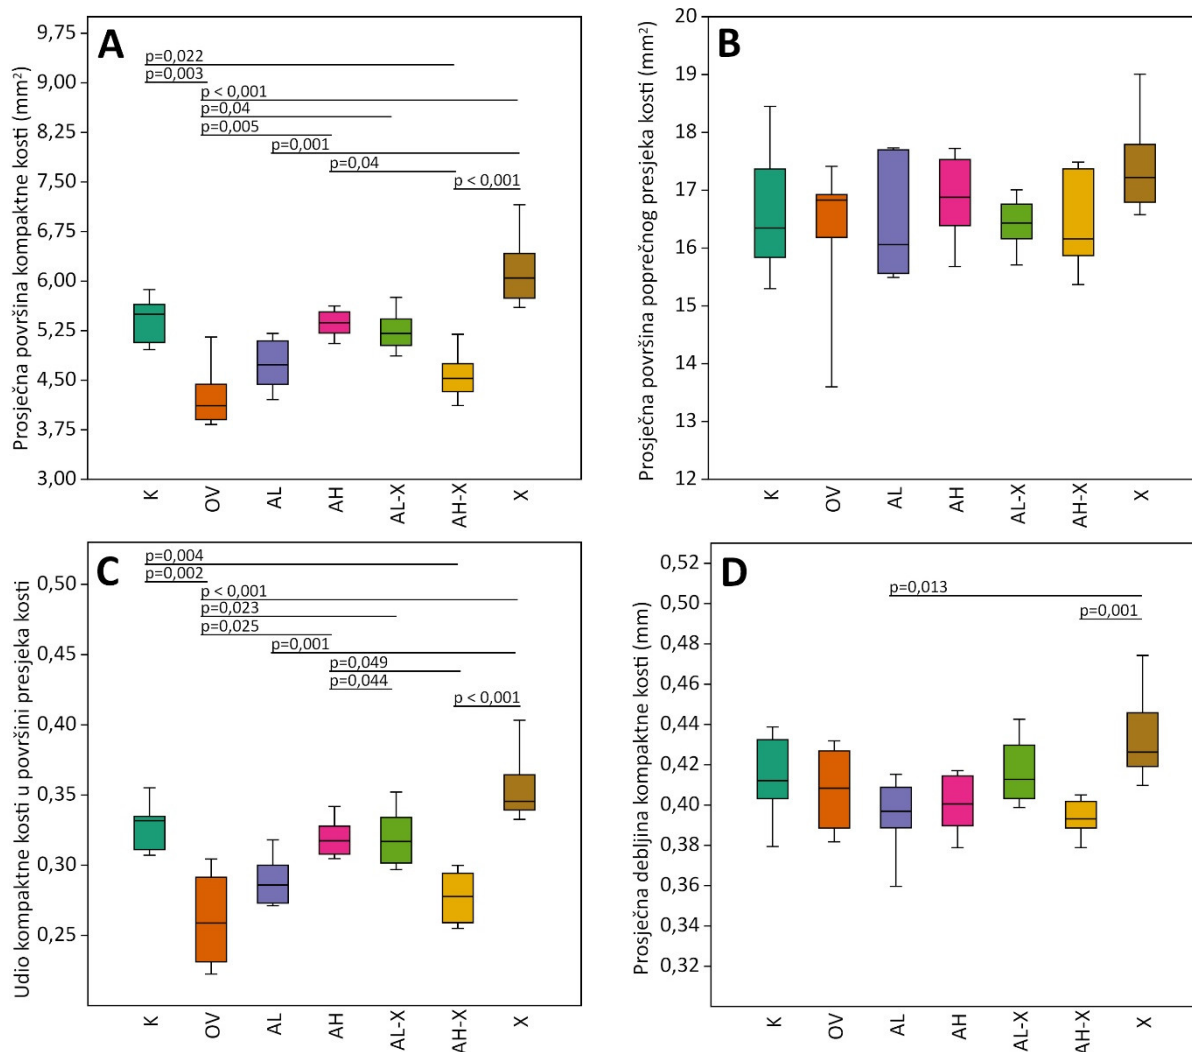 A
Prosječna površina kompaktne kosti (mm²)
9,75
9,00
8,25
7,50
6,75
6,00
5,25
4,50
3,75
3,00
p=0,022
p=0,003
p < 0,001
p=0,04
p=0,005
p=0,001
p=0,04
p < 0,001
K
OV
AL
AH
AL-X
AH-X
X
B
Prosječna površina poprečnog presjeka kosti (mm²)
20
19
18
17
16
15
14
13
12
K
OV
AL
AH
AL-X
AH-X
X
C
Udio kompaktne kosti u površini presjeka kosti
0,50
0,45
0,40
0,35
0,30
0,25
p=0,004
p=0,002
p < 0,001
p=0,023
p=0,025
p=0,001
p=0,049
p=0,044
p < 0,001
K
OV
AL
AH
AL-X
AH-X
X
D
Prosječna debljina kompaktne kosti (mm)
0,52
0,50
0,48
0,46
0,44
0,42
0,40
0,38
0,36
0,34
0,32
p=0,013
p=0,001
K
OV
AL
AH
AL-X
AH-X
X